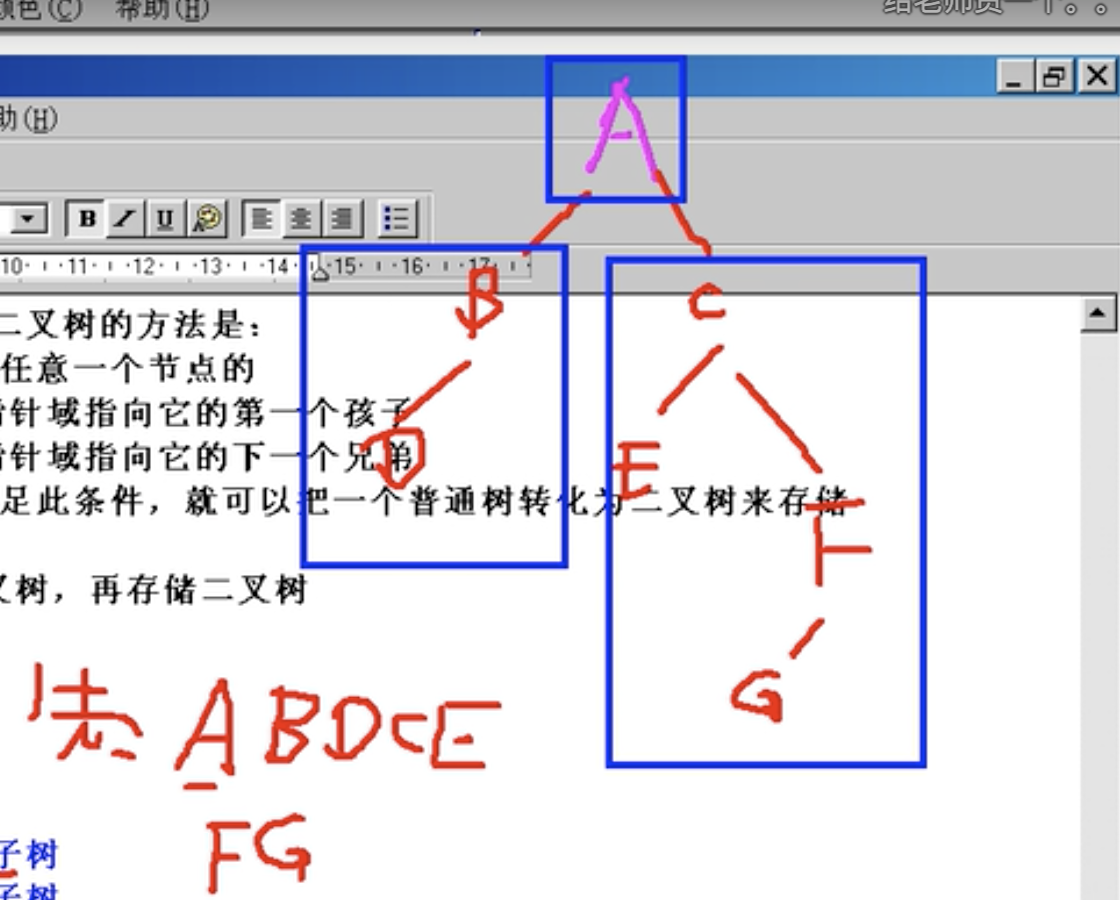 颜色(C) 帮助(H)
给老师赏一个。。
助(H)
A
B I U
10 11 12 13 14 15 16 17
B C
二叉树的方法是：
任意一个节点的
指针域指向它的第一个孩子
D E
指针域指向它的下一个兄弟
足此条件，就可以把一个普通树转化为二叉树来存储
F
叉树，再存储二叉树
G
A B D C E
F G
子树
子树